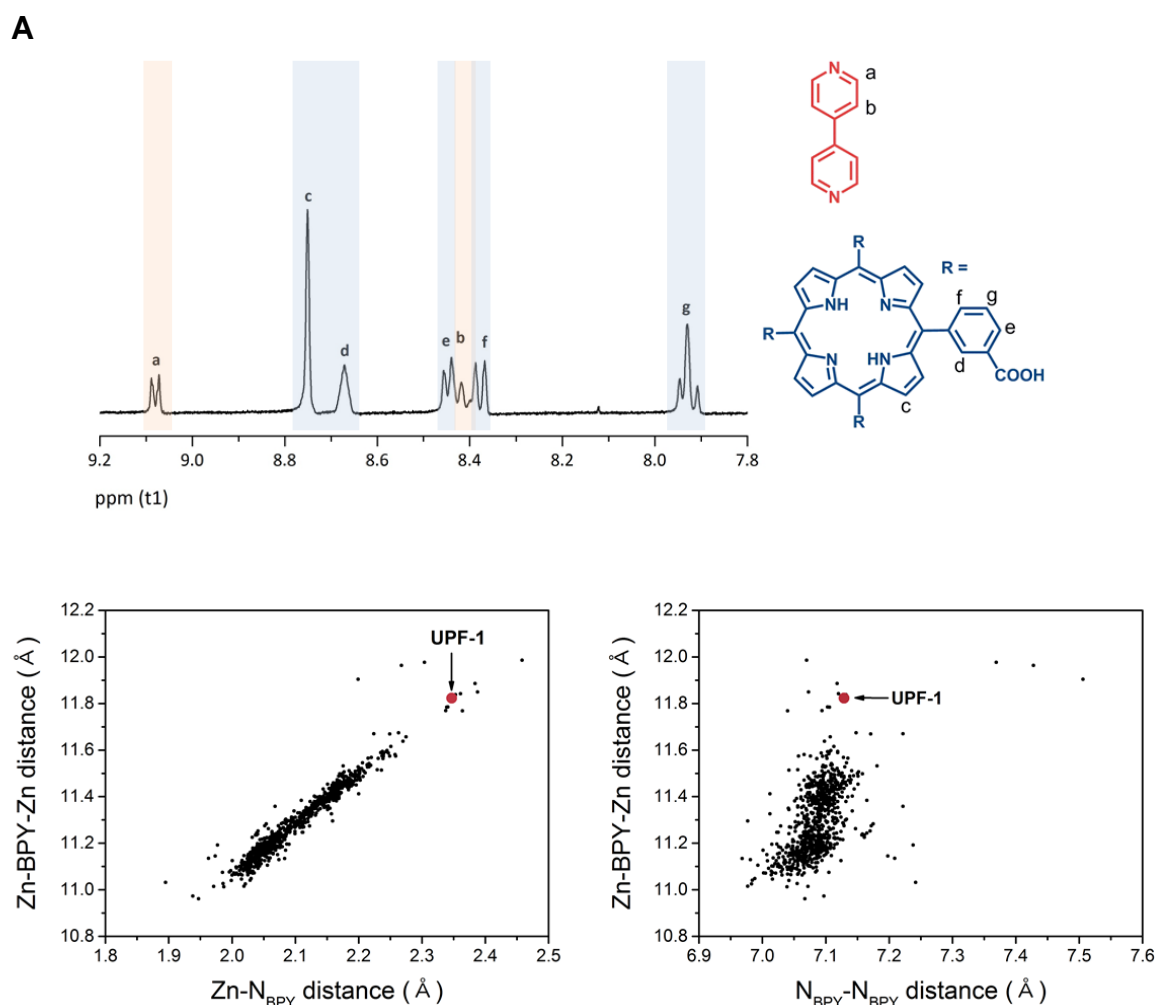 A
a
c
d
e
b
f
g
9.2 9.0 8.8 8.6 8.4 8.2 8.0 7.8
ppm (t1)
N
a
b
N
R
R =
NH
N
R
N
HN
R
c
f
g
e
d
COOH
12.2
12.0
11.8
11.6
11.4
11.2
11.0
10.8
Zn-BPY-Zn distance (Å)
UPF-1
1.8 1.9 2.0 2.1 2.2 2.3 2.4 2.5
Zn-N_BPY distance (Å)
12.2
12.0
11.8
11.6
11.4
11.2
11.0
10.8
Zn-BPY-Zn distance (Å)
UPF-1
6.9 7.0 7.1 7.2 7.3 7.4 7.5 7.6
N_BPY-N_BPY distance (Å)